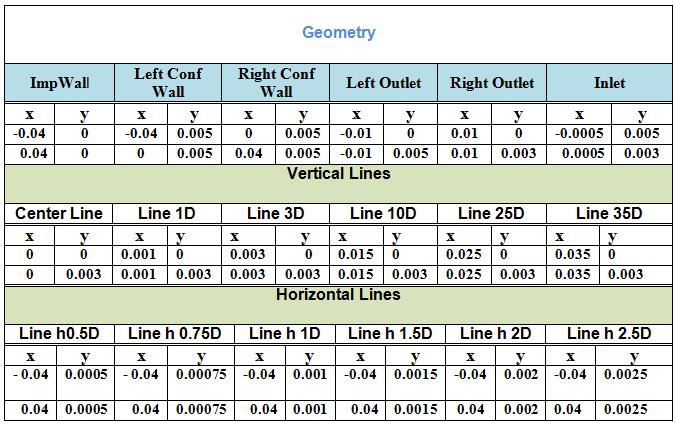 Geometry
ImpWall Left Conf Wall Right Conf Wall Left Outlet Right Outlet Inlet
x y x y x y x y x y x y
-0.04 0 -0.04 0.005 0 0.005 -0.01 0 0.01 0 -0.0005 0.005
0.04 0 0 0.005 0.04 0.005 -0.01 0.005 0.01 0.003 0.0005 0.003
Vertical Lines
Center Line Line 1D Line 3D Line 10D Line 25D Line 35D
x y x y x y x y x y x y
0 0 0.001 0 0.003 0 0.015 0 0.025 0 0.035 0
0 0.003 0.001 0.003 0.003 0.003 0.015 0.003 0.025 0.003 0.035 0.003
Horizontal Lines
Line h0.5D Line h 0.75D Line h 1D Line h 1.5D Line h 2D Line h 2.5D
x y x y x y x y x y x y
- 0.04 0.0005 - 0.04 0.00075 -0.04 0.001 -0.04 0.0015 -0.04 0.002 -0.04 0.0025
0.04 0.0005 0.04 0.00075 0.04 0.001 0.04 0.0015 0.04 0.002 0.04 0.0025